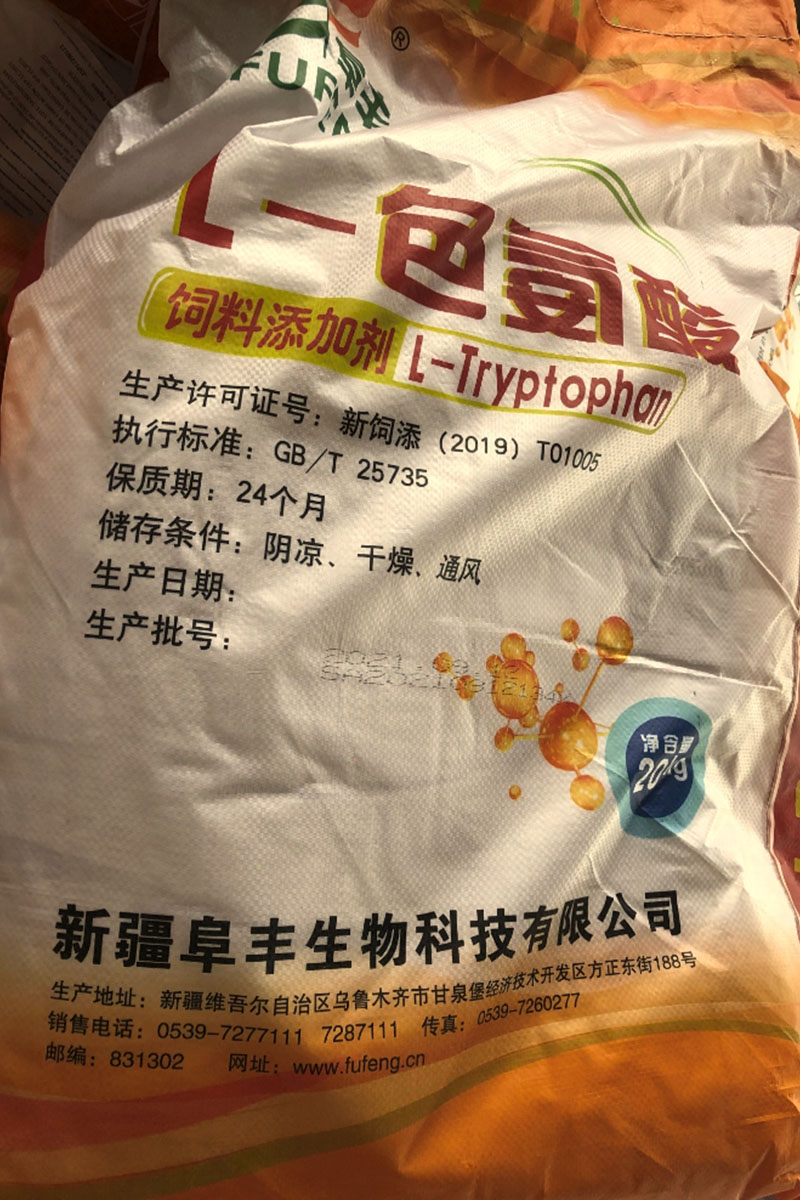 ®
FUF
L-色氨酸
饲料添加剂 L-Tryptophan
生产许可证号：新饲添（2019）T01005
执行标准：GB/T 25735
保质期：24个月
储存条件：阴凉、干燥、通风
生产日期：
生产批号：
净含量
20kg
新疆阜丰生物科技有限公司
生产地址：新疆维吾尔自治区乌鲁木齐市甘泉堡经济技术开发区方正东街188号
销售电话：0539-7277111 7287111 传真：0539-7260277
邮编：831302 网址：www.fufeng.cn